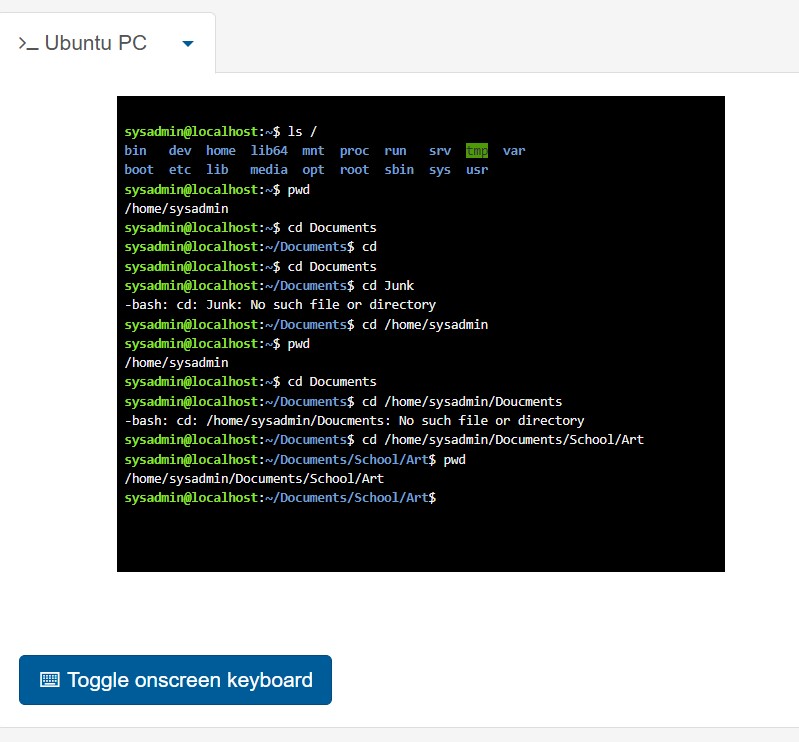 >_ Ubuntu PC
sysadmin@localhost:~$ ls /
bin dev home lib64 mnt proc run srv tmp var
boot etc lib media opt root sbin sys usr
sysadmin@localhost:~$ pwd
/home/sysadmin
sysadmin@localhost:~$ cd Documents
sysadmin@localhost:~/Documents$ cd
sysadmin@localhost:~$ cd Documents
sysadmin@localhost:~/Documents$ cd Junk
-bash: cd: Junk: No such file or directory
sysadmin@localhost:~/Documents$ cd /home/sysadmin
sysadmin@localhost:~$ pwd
/home/sysadmin
sysadmin@localhost:~$ cd Documents
sysadmin@localhost:~/Documents$ cd /home/sysadmin/Doucments
-bash: cd: /home/sysadmin/Doucments: No such file or directory
sysadmin@localhost:~/Documents$ cd /home/sysadmin/Documents/School/Art
sysadmin@localhost:~/Documents/School/Art$ pwd
/home/sysadmin/Documents/School/Art
sysadmin@localhost:~/Documents/School/Art$
Toggle onscreen keyboard